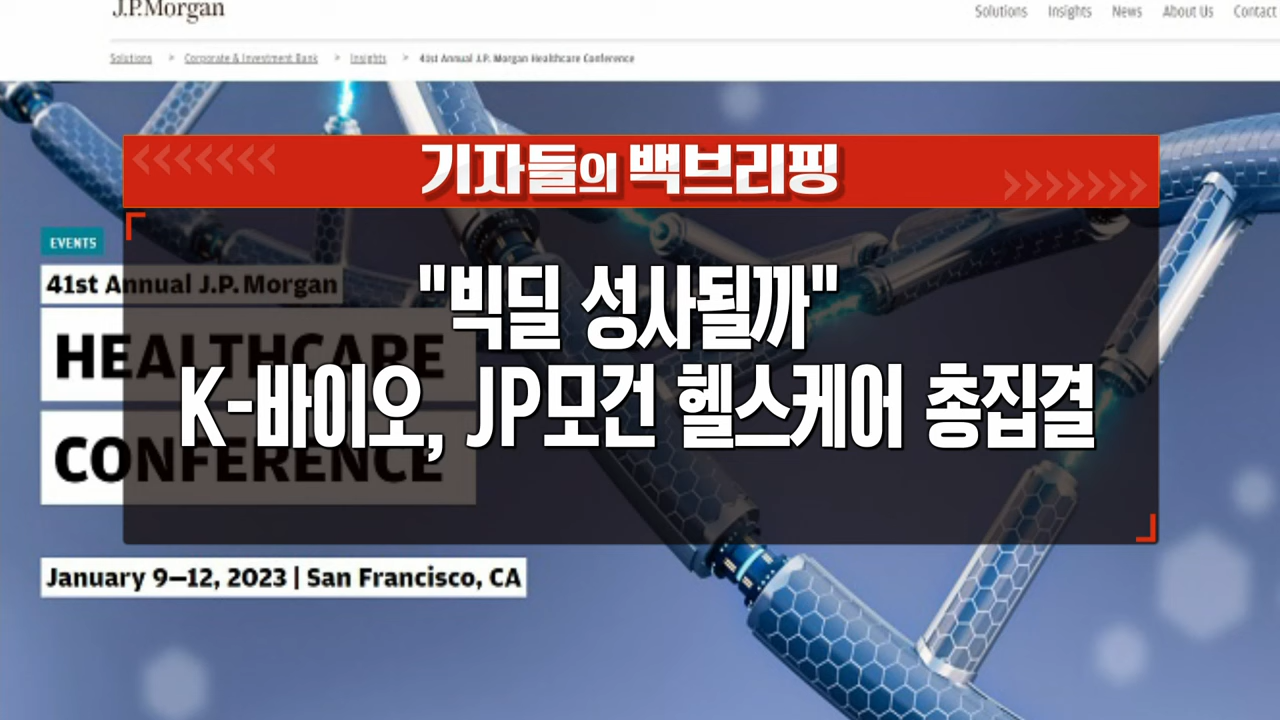 J.P.Morgan
Solutions Insights News About Us Contact
Solutions > Corporate & Investment Bank > Insights > 41st Annual J.P. Morgan Healthcare Conference
기자들의 백브리핑
EVENTS
41st Annual J.P. Morgan
"빅딜 성사될까"
HEALTHCARE
K-바이오, JP모건 헬스케어 총집결
CONFERENCE
January 9–12, 2023 | San Francisco, CA